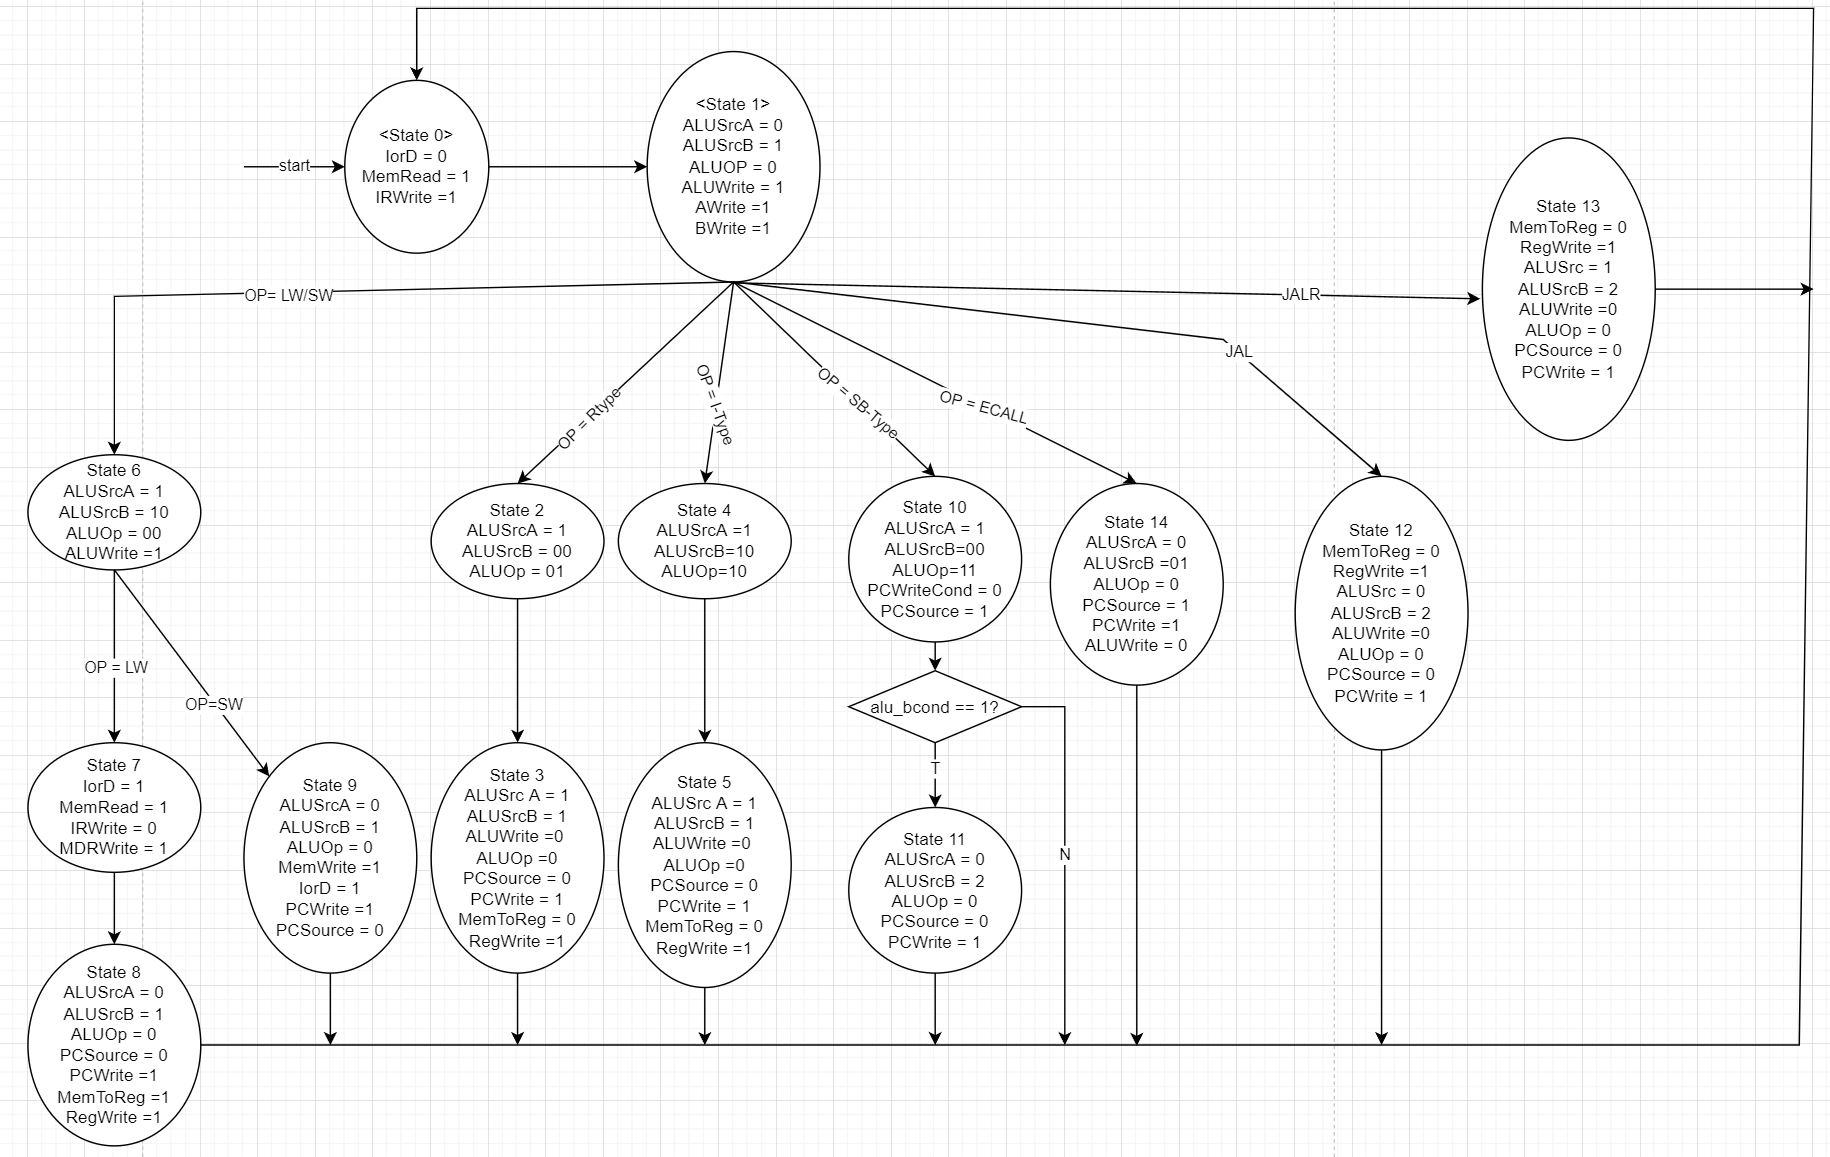 <State 0>
IorD = 0
MemRead = 1
IRWrite =1
start
<State 1>
ALUSrcA = 0
ALUSrcB = 1
ALUOP = 0
ALUWrite = 1
AWrite =1
BWrite =1
State 13
MemToReg = 0
RegWrite =1
ALUSrc = 1
ALUSrcB = 2
ALUWrite =0
ALUOp = 0
PCSource = 0
PCWrite = 1
OP= LW/SW
OP = Rtype
OP = I-Type
OP = SB-Type
OP = ECALL
JAL
JALR
State 6
ALUSrcA = 1
ALUSrcB = 10
ALUOp = 00
ALUWrite =1
State 2
ALUSrcA = 1
ALUSrcB = 00
ALUOp = 01
State 4
ALUSrcA =1
ALUSrcB=10
ALUOp=10
State 10
ALUSrcA = 1
ALUSrcB=00
ALUOp=11
PCWriteCond = 0
PCSource = 1
State 14
ALUSrcA = 0
ALUSrcB =01
ALUOp = 0
PCSource = 1
PCWrite =1
ALUWrite = 0
State 12
MemToReg = 0
RegWrite =1
ALUSrc = 0
ALUSrcB = 2
ALUWrite =0
ALUOp = 0
PCSource = 0
PCWrite = 1
OP = LW
OP=SW
alu_bcond == 1?
T
N
State 7
IorD = 1
MemRead = 1
IRWrite = 0
MDRWrite = 1
State 9
ALUSrcA = 0
ALUSrcB = 1
ALUOp = 0
MemWrite =1
IorD = 1
PCWrite =1
PCSource = 0
State 3
ALUSrc A = 1
ALUSrcB = 1
ALUWrite =0
ALUOp =0
PCSource = 0
PCWrite = 1
MemToReg = 0
RegWrite =1
State 5
ALUSrc A = 1
ALUSrcB = 1
ALUWrite =0
ALUOp =0
PCSource = 0
PCWrite = 1
MemToReg = 0
RegWrite =1
State 11
ALUSrcA = 0
ALUSrcB = 2
ALUOp = 0
PCSource = 0
PCWrite = 1
State 8
ALUSrcA = 0
ALUSrcB = 1
ALUOp = 0
PCSource = 0
PCWrite =1
MemToReg =1
RegWrite =1